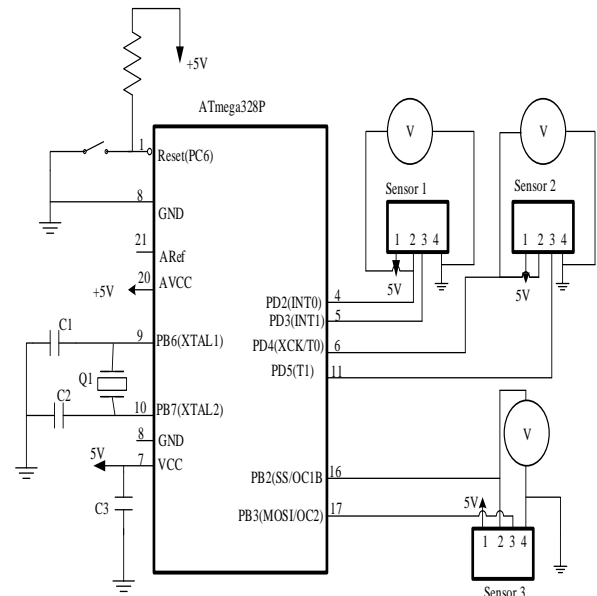 +5V
ATmega328P
1
Reset(PC6)
8
GND
21
ARef
20
AVCC
+5V
C1
9
PB6(XTAL1)
Q1
C2
10
PB7(XTAL2)
8
GND
5V
7
VCC
C3
PD2(INT0)
4
PD3(INT1)
5
PD4(XCK/T0)
6
PD5(T1)
11
PB2(SS/OC1B
16
PB3(MOSI/OC2)
17
V
Sensor 1
1 2 3 4
5V
V
Sensor 2
1 2 3 4
5V
V
5V
1 2 3 4
Sensor 3